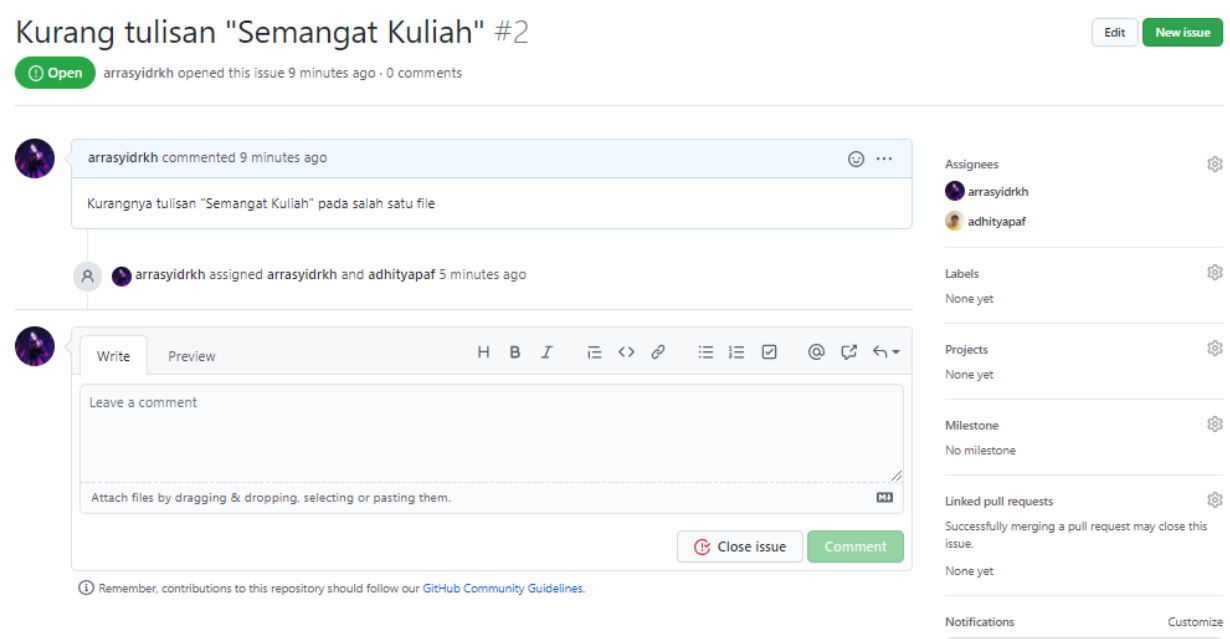 Kurang tulisan "Semangat Kuliah" #2
Edit
New issue
Open
arrasyidrkh opened this issue 9 minutes ago · 0 comments
arrasyidrkh commented 9 minutes ago
Kurangnya tulisan "Semangat Kuliah" pada salah satu file
arrasyidrkh assigned arrasyidrkh and adhityapaf 5 minutes ago
Write
Preview
Leave a comment
Attach files by dragging & dropping, selecting or pasting them.
Close issue
Comment
Remember, contributions to this repository should follow our GitHub Community Guidelines.
Assignees
arrasyidrkh
adhityapaf
Labels
None yet
Projects
None yet
Milestone
No milestone
Linked pull requests
Successfully merging a pull request may close this
issue.
None yet
Notifications
Customize